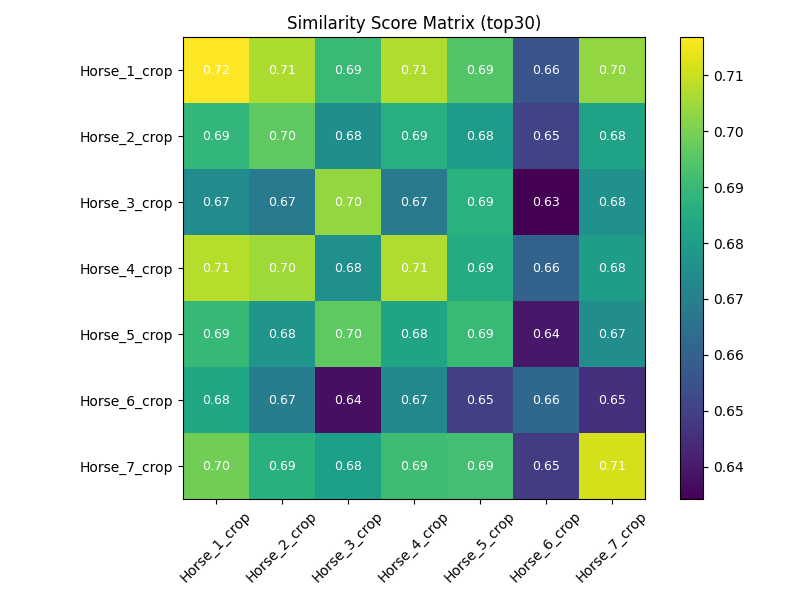 Similarity Score Matrix (top30)
Horse_1_crop 0.72 0.71 0.69 0.71 0.69 0.66 0.70
Horse_2_crop 0.69 0.70 0.68 0.69 0.68 0.65 0.68
Horse_3_crop 0.67 0.67 0.70 0.67 0.69 0.63 0.68
Horse_4_crop 0.71 0.70 0.68 0.71 0.69 0.66 0.68
Horse_5_crop 0.69 0.68 0.70 0.68 0.69 0.64 0.67
Horse_6_crop 0.68 0.67 0.64 0.67 0.65 0.66 0.65
Horse_7_crop 0.70 0.69 0.68 0.69 0.69 0.65 0.71
Horse_1_crop Horse_2_crop Horse_3_crop Horse_4_crop Horse_5_crop Horse_6_crop Horse_7_crop
0.71
0.70
0.69
0.68
0.67
0.66
0.65
0.64